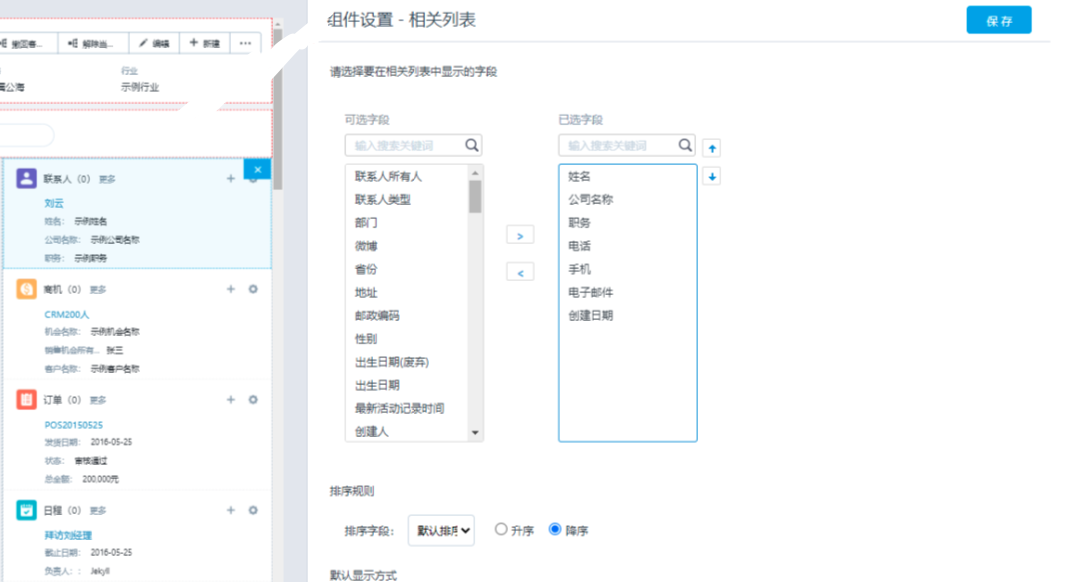 组件设置 - 相关列表
保存
解除当...
编辑
新建
行业
示例行业
联系人 (0) 更多
刘云
姓名: 示例姓名
公司名称: 示例公司名称
职务: 示例职务
商机 (0) 更多
CRM200人
机会名称: 示例机会名称
销售机会所有... 张三
客户名称: 示例客户名称
订单 (0) 更多
POS20150525
发货日期: 2016-05-25
状态: 审核通过
总金额: 200.000元
日程 (0) 更多
拜访刘经理
截止日期: 2016-05-25
负责人: : Jekyll
请选择要在相关列表中显示的字段
可选字段
输入搜索关键词
联系人所有人
联系人类型
部门
微博
省份
地址
邮政编码
性别
出生日期(废弃)
出生日期
最新活动记录时间
创建人
>
<
已选字段
输入搜索关键词
姓名
公司名称
职务
电话
手机
电子邮件
创建日期
排序规则
排序字段: 默认排序 升序 降序
默认显示方式